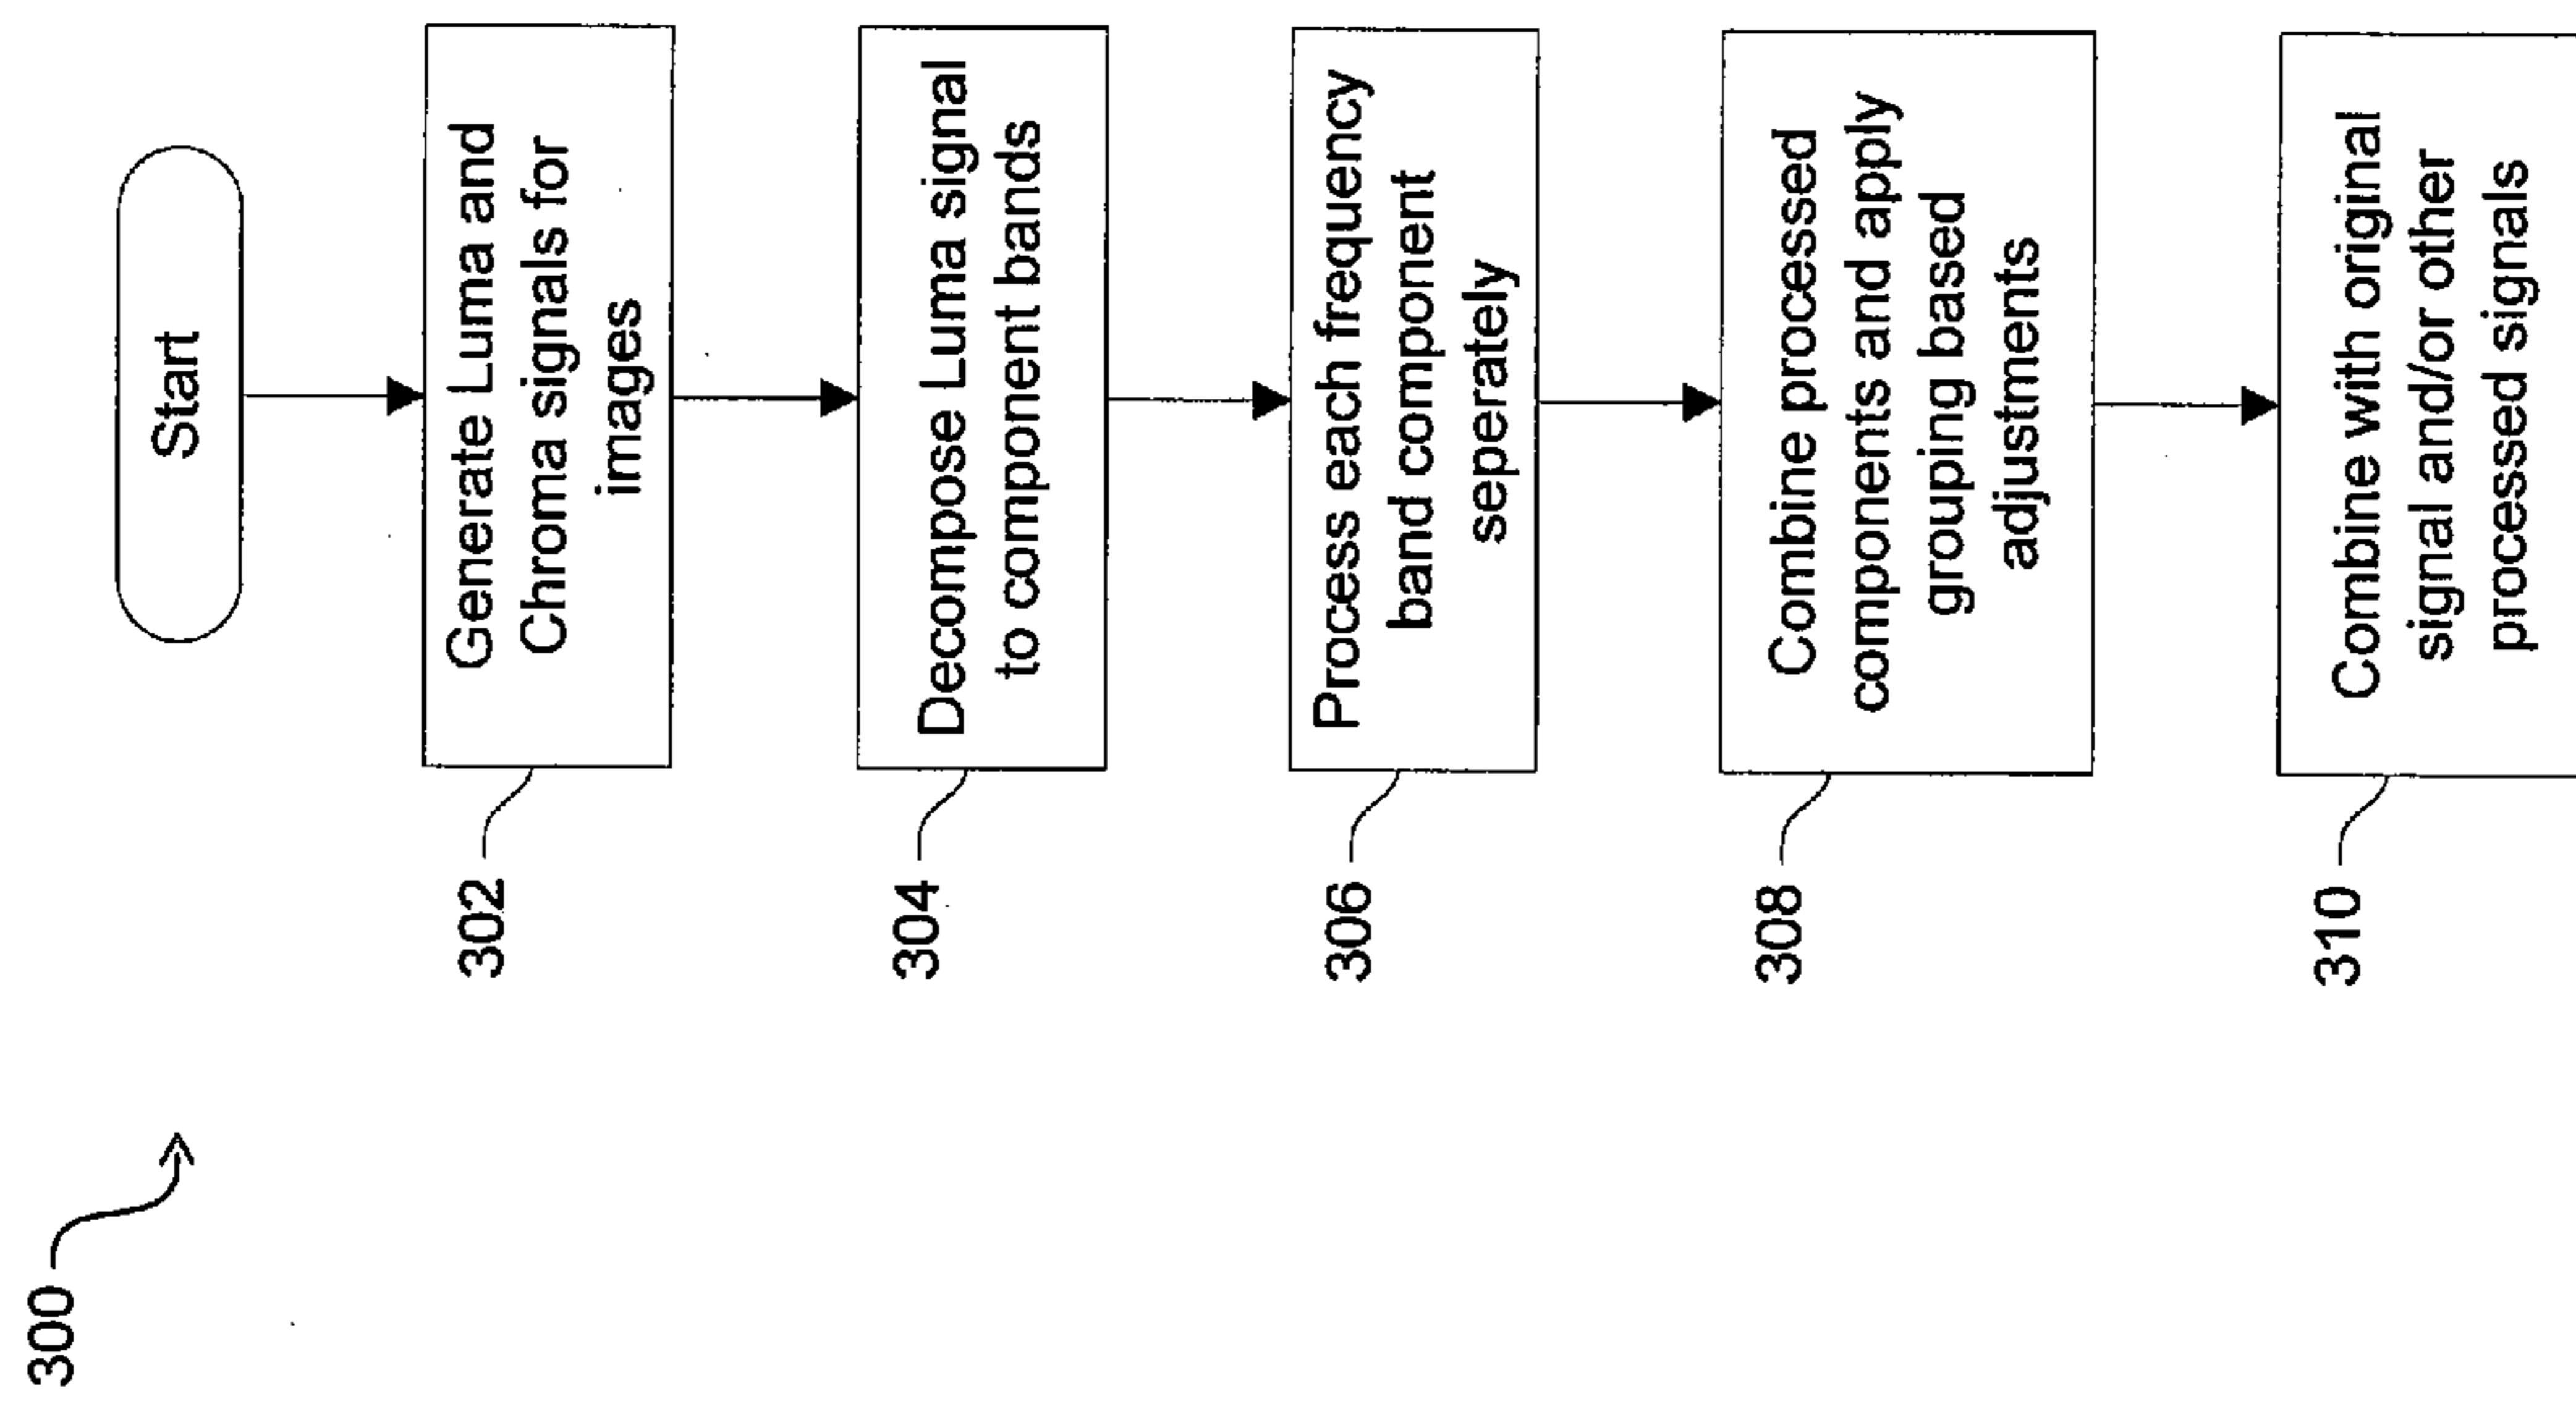 300
Start
302
Generate Luma and
Chroma signals for
images
304
Decompose Luma signal
to component bands
306
Process each frequency
band component
seperately
308
Combine processed
components and apply
grouping based
adjustments
310
Combine with original
signal and/or other
processed signals